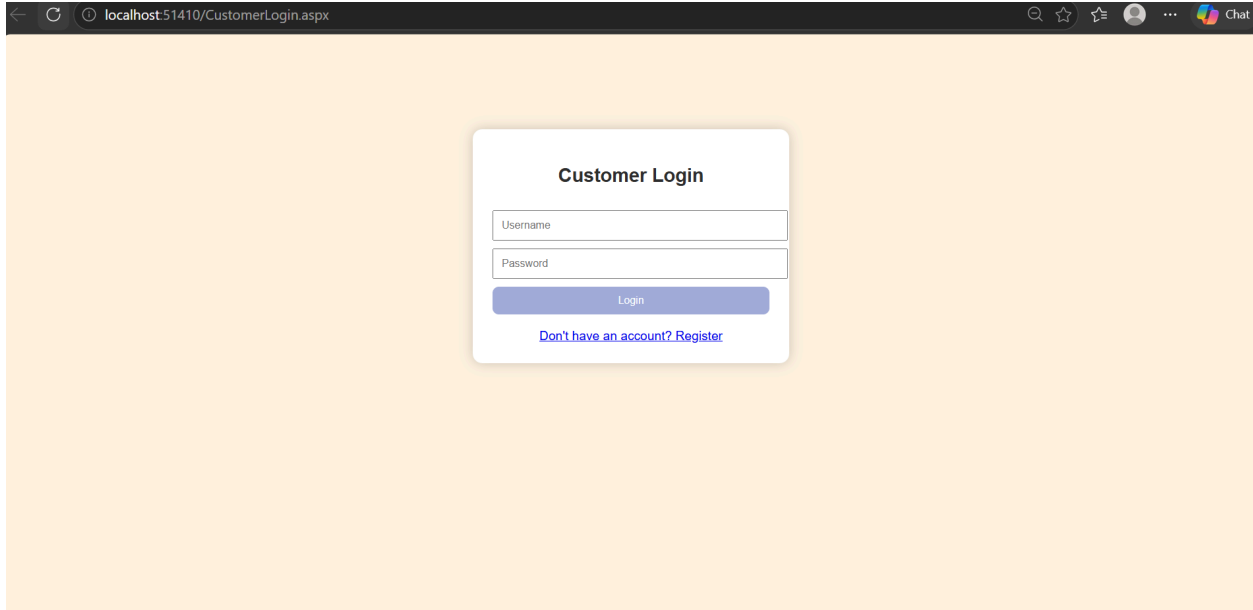 localhost:51410/CustomerLogin.aspx
Chat
Customer Login
Username
Password
Login
Don't have an account? Register